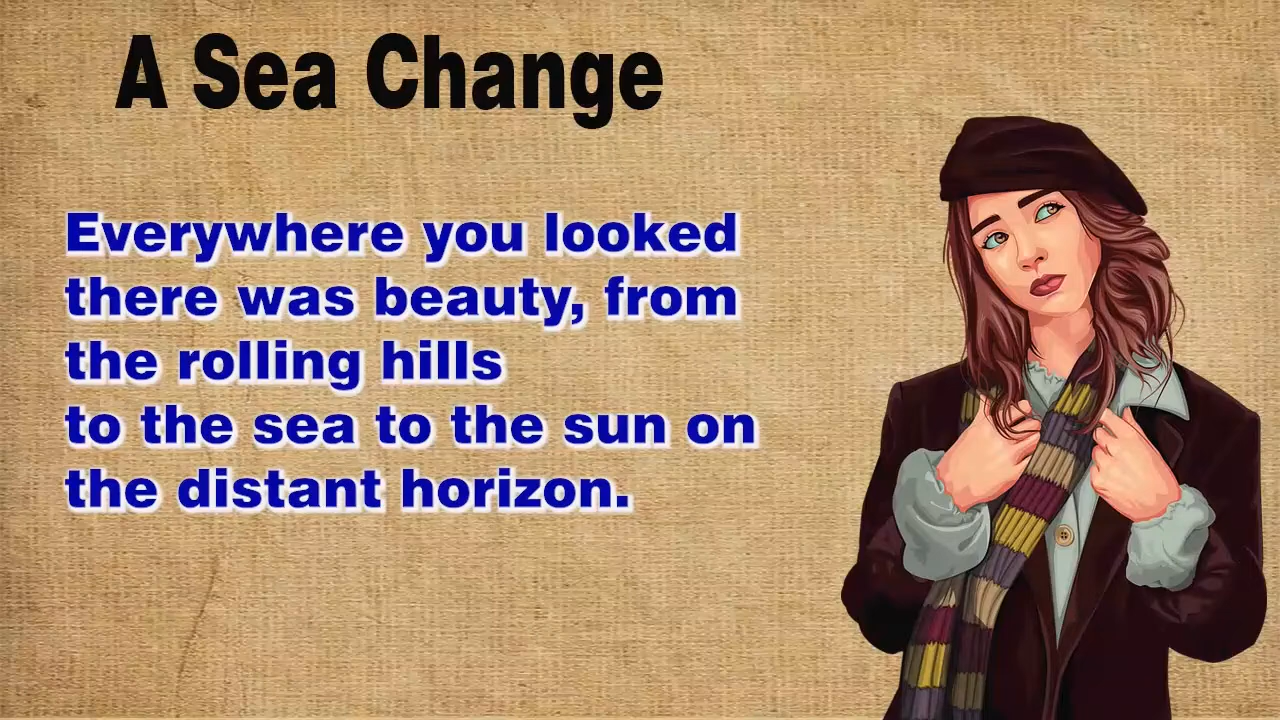 A Sea Change
Everywhere you looked
there was beauty, from
the rolling hills
to the sea to the sun on
the distant horizon.